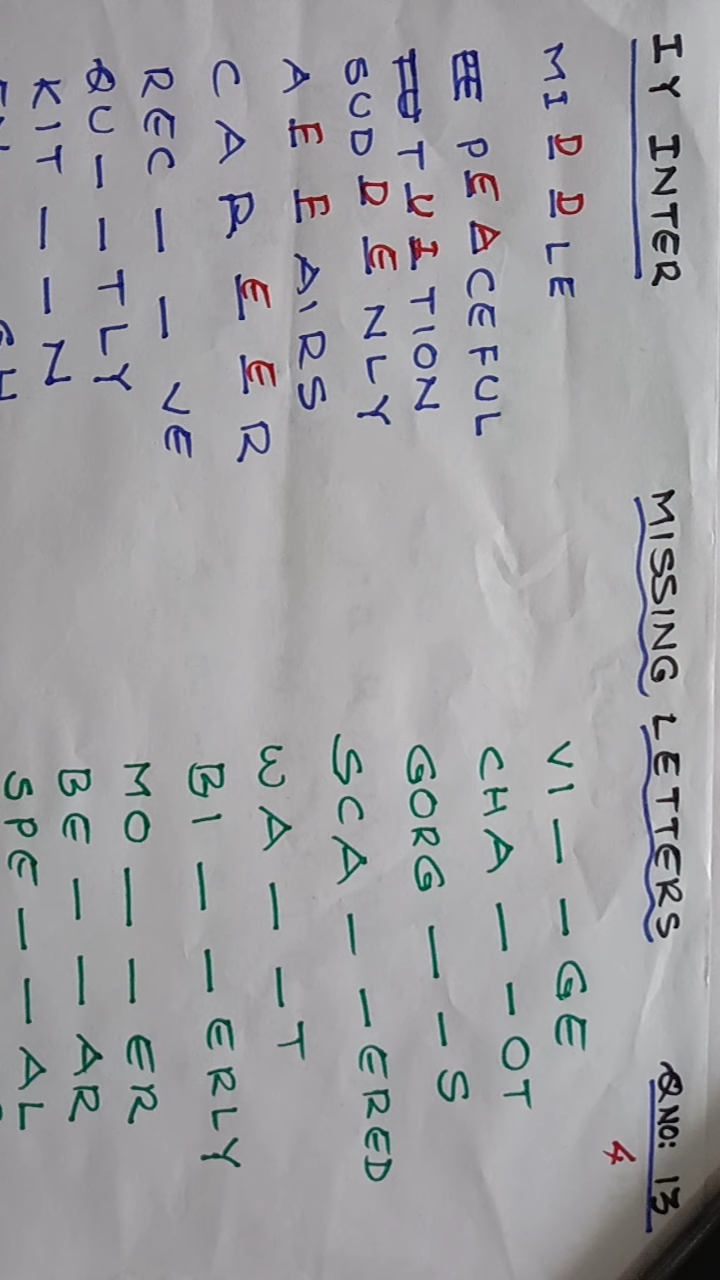 IY INTER MISSING LETTERS Q NO: 13
4
MIDDLE VI _ _ GE
PEACEFUL CHA _ _ OT
TUITION GORG _ _ S
SUDDENLY SCA _ _ ERED
AFFAIRS WA _ _ T
CAREER BI _ _ ERLY
REC _ _ VE MO _ _ ER
QU _ _ TLY BE _ _ AR
KIT _ _ N SPE _ _ AL